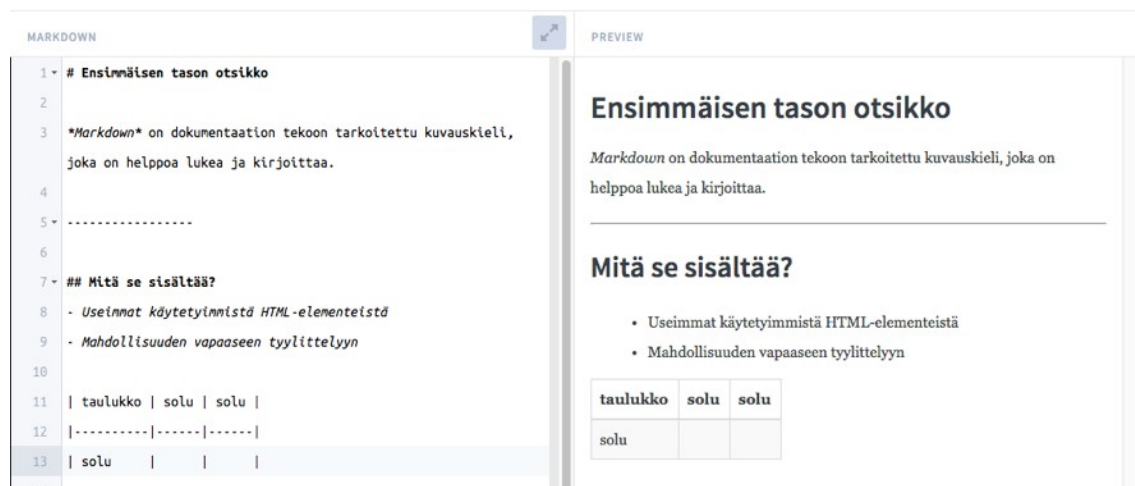 MARKDOWN
1 # Ensimmäisen tason otsikko
2
3 *Markdown* on dokumentaation tekoon tarkoitettu kuvauskieli,
joka on helppoa lukea ja kirjoittaa.
4
5 -----------------
6
7 ## Mitä se sisältää?
8 - Useimmat käytetyimmistä HTML-elementeistä
9 - Mahdollisuuden vapaaseen tyylittelyyn
10
11 | taulukko | solu | solu |
12 |----------|------|------|
13 | solu     |      |      |
PREVIEW
Ensimmäisen tason otsikko
Markdown on dokumentaation tekoon tarkoitettu kuvauskieli, joka on
helppoa lukea ja kirjoittaa.
Mitä se sisältää?
• Useimmat käytetyimmistä HTML-elementeistä
• Mahdollisuuden vapaaseen tyylittelyyn
taulukko solu solu
solu